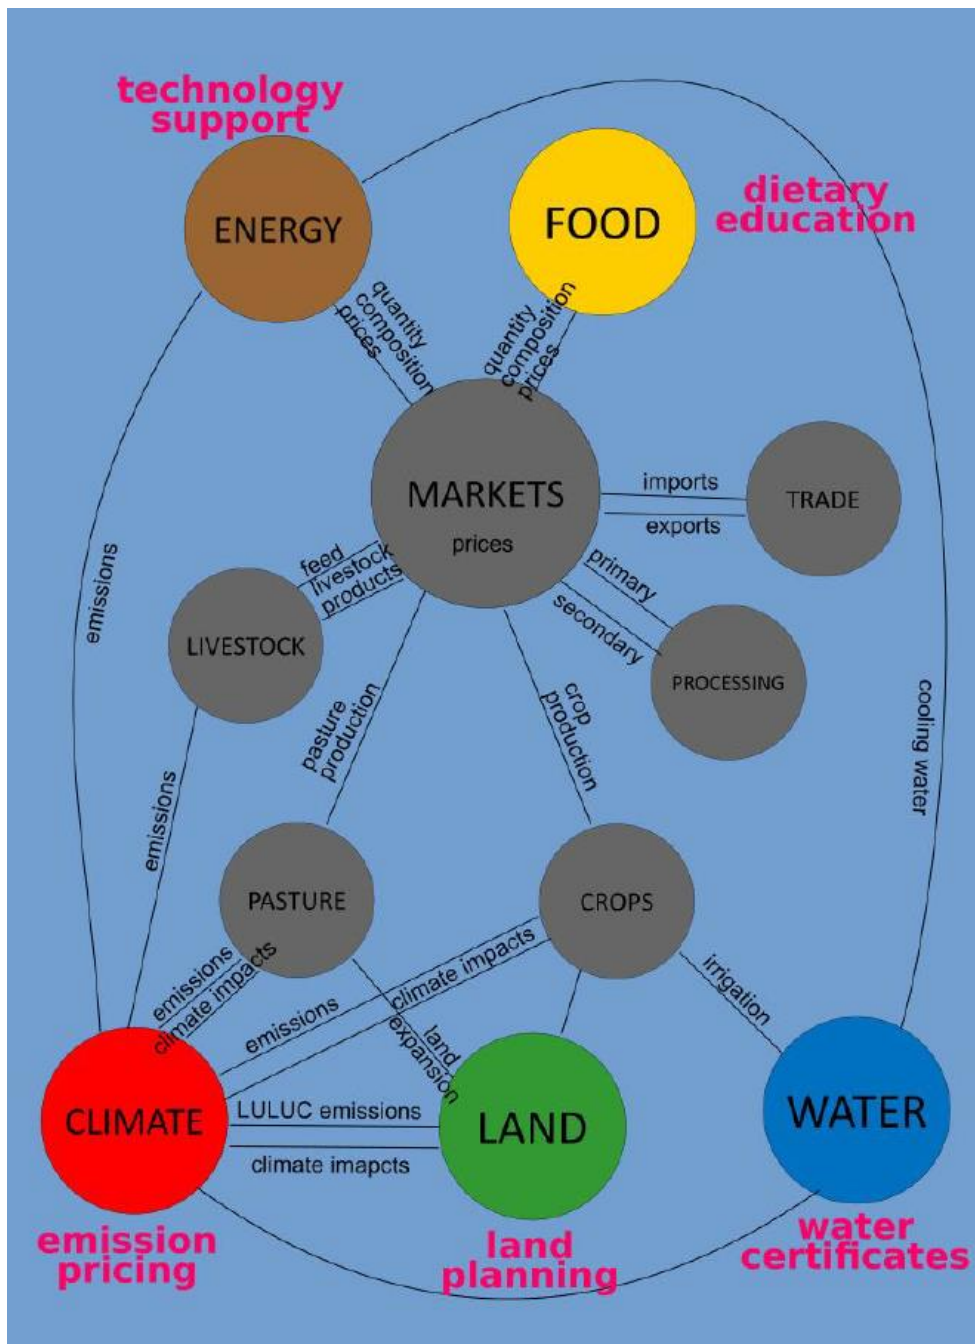 technology
support
ENERGY
FOOD
dietary
education
quantity
composition
prices
quantity
composition
prices
MARKETS
prices
imports
exports
TRADE
feed
livestock
products
primary
secondary
LIVESTOCK
PROCESSING
emissions
pasture
production
crop
production
cooling water
emissions
PASTURE
CROPS
emissions
climate impacts
emissions
climate impacts
irrigation
land
expansion
CLIMATE
LULUC emissions
climate imapcts
LAND
WATER
emission
pricing
land
planning
water
certificates